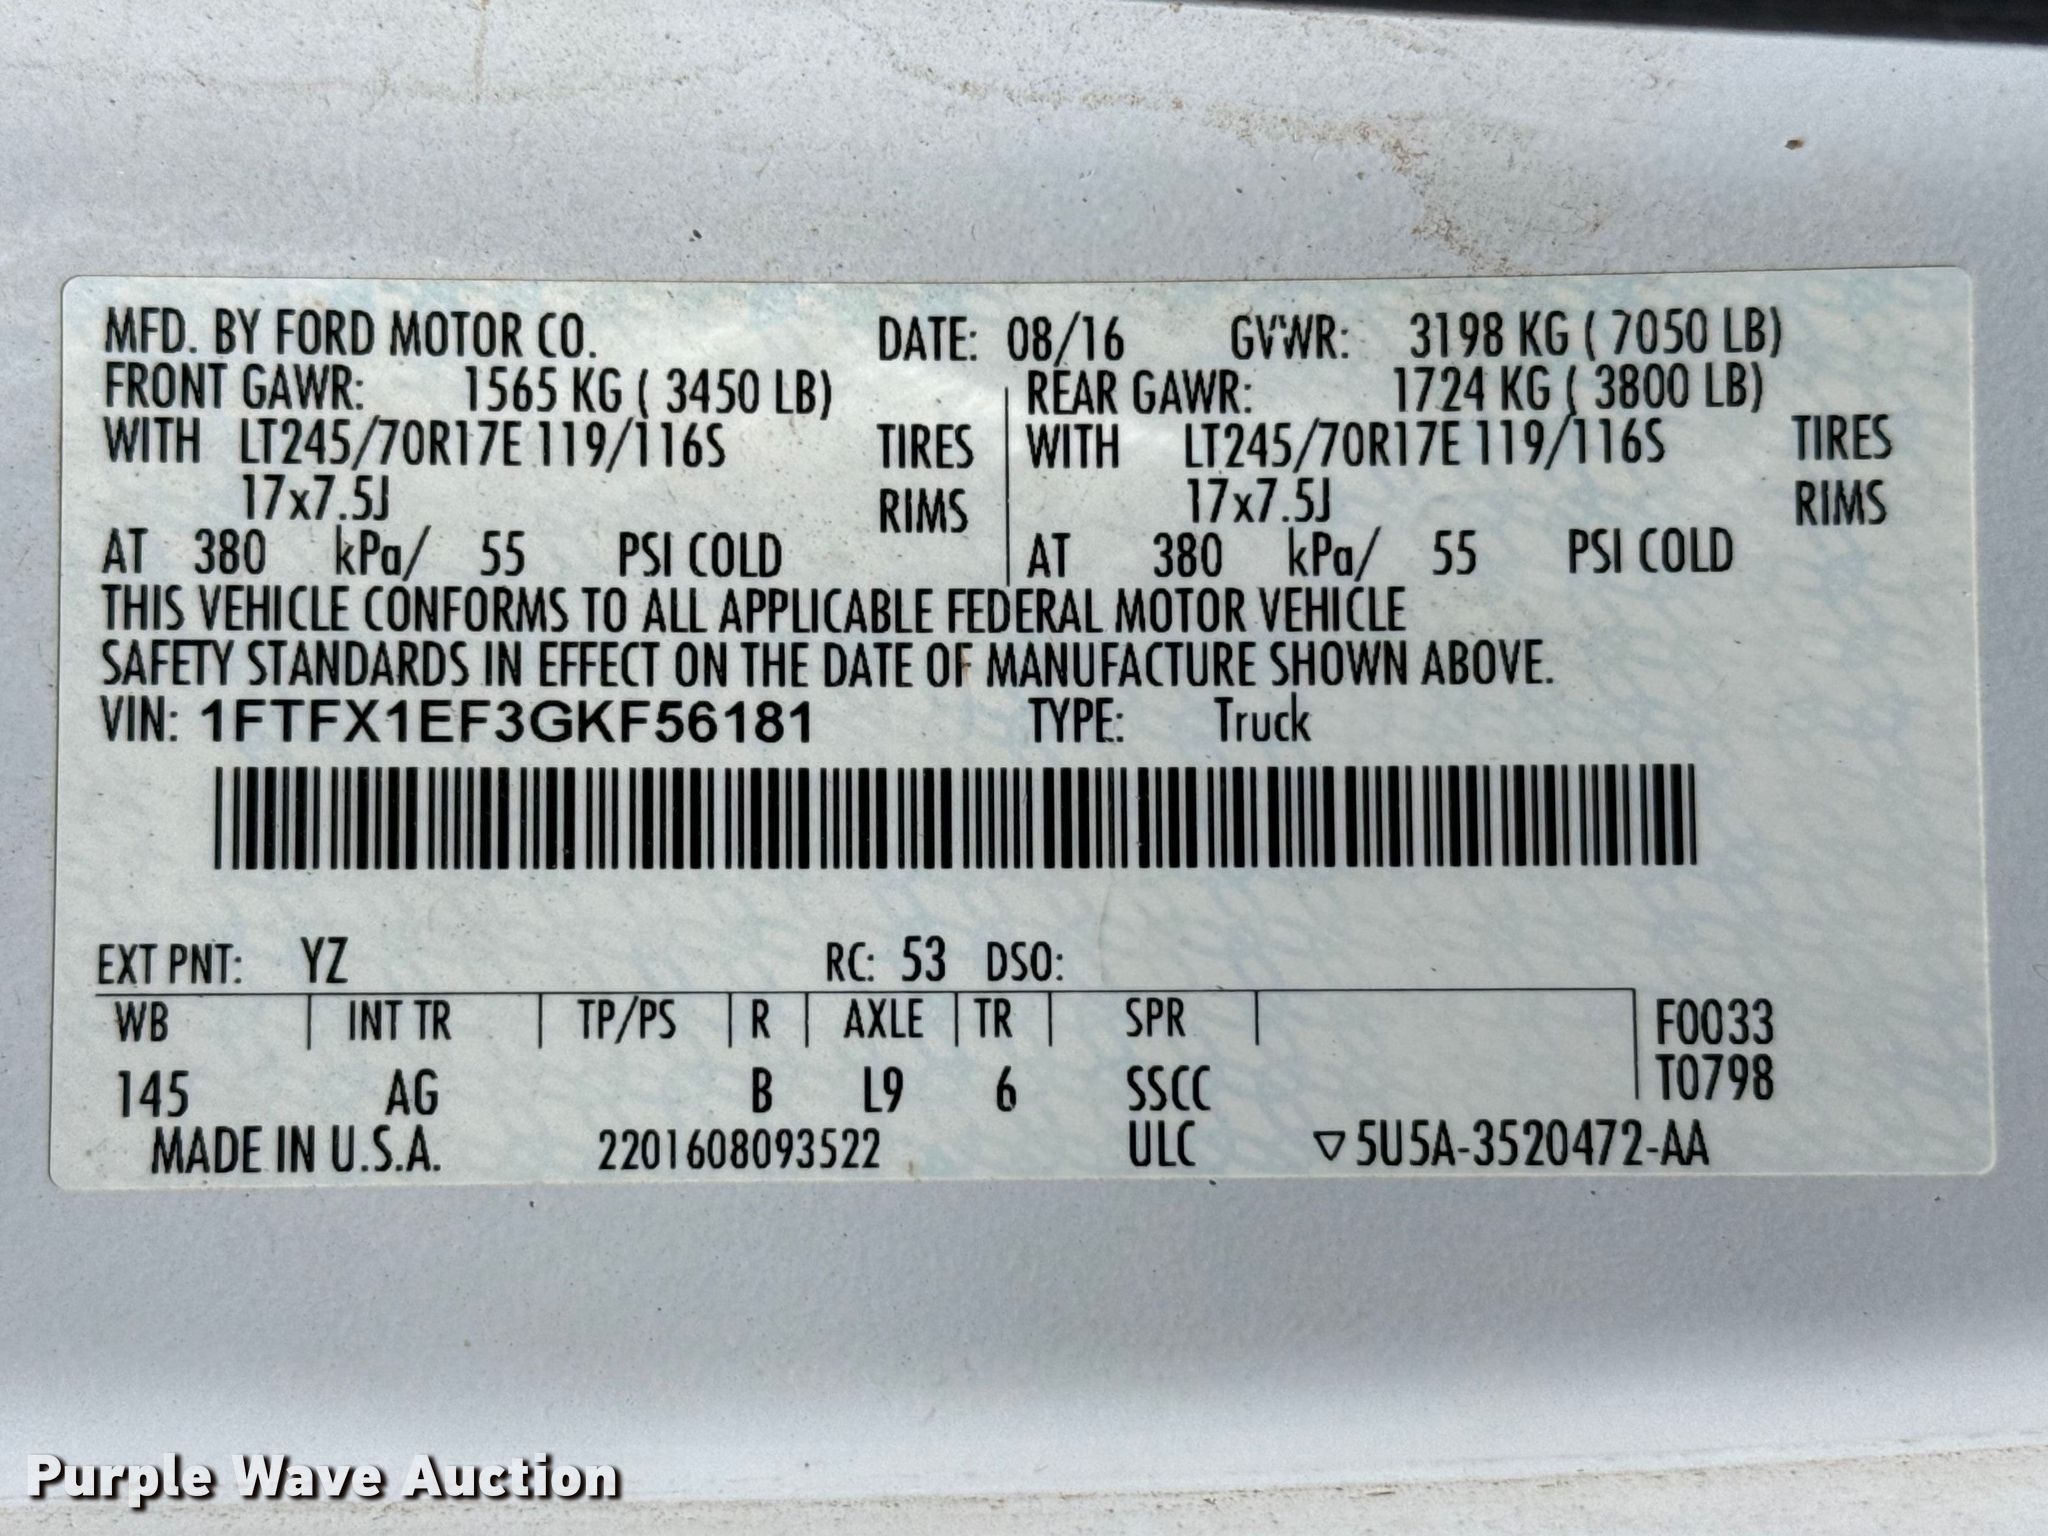 MFD. BY FORD MOTOR CO. DATE: 08/16 GVWR: 3198 KG ( 7050 LB)
FRONT GAWR: 1565 KG ( 3450 LB) REAR GAWR: 1724 KG ( 3800 LB)
WITH LT245/70R17E 119/116S TIRES WITH LT245/70R17E 119/116S TIRES
17x7.5J RIMS 17x7.5J RIMS
AT 380 kPa/ 55 PSI COLD AT 380 kPa/ 55 PSI COLD
THIS VEHICLE CONFORMS TO ALL APPLICABLE FEDERAL MOTOR VEHICLE
SAFETY STANDARDS IN EFFECT ON THE DATE OF MANUFACTURE SHOWN ABOVE.
VIN: 1FTFX1EF3GKF56181 TYPE: Truck
EXT PNT: YZ RC: 53 DSO:
WB INT TR TP/PS R AXLE TR SPR F0033
145 AG B L9 6 SSCC T0798
MADE IN U.S.A. 2201608093522 ULC ▽5U5A-3520472-AA
Purple Wave Auction